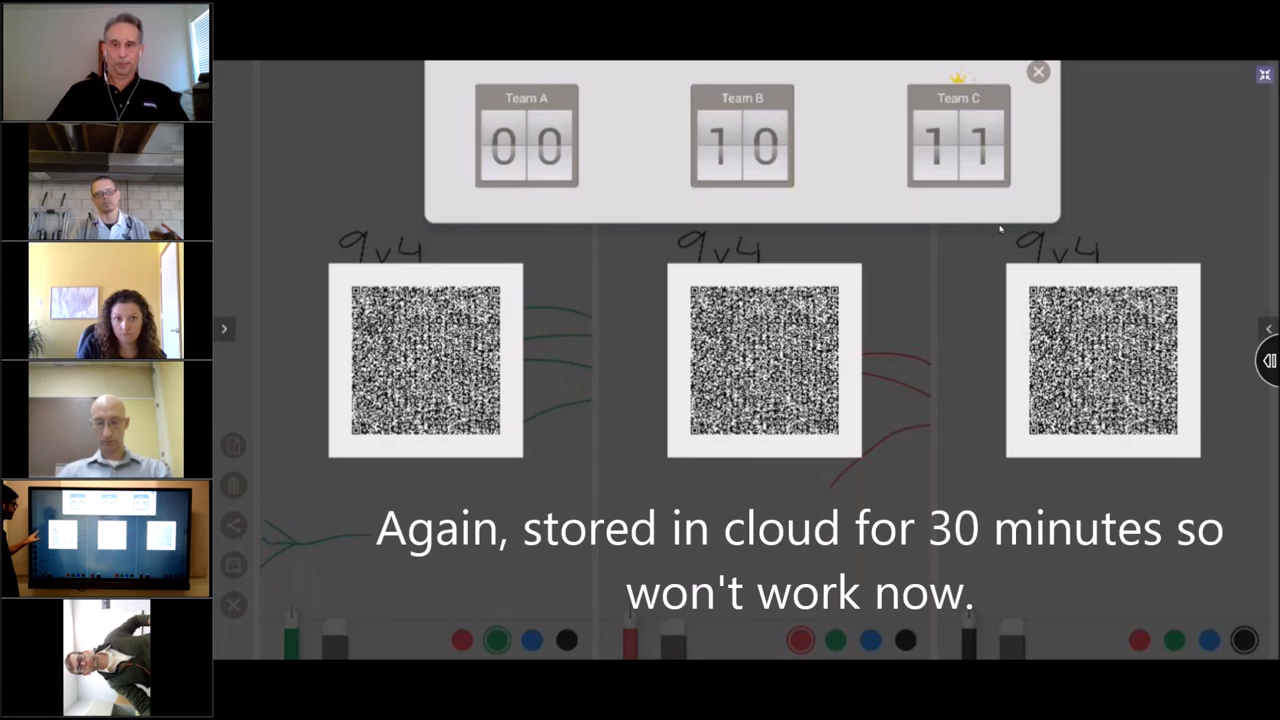 Team A
Team B
Team C
00
10
11
9v4
9v4
9v4
Again, stored in cloud for 30 minutes so
won't work now.